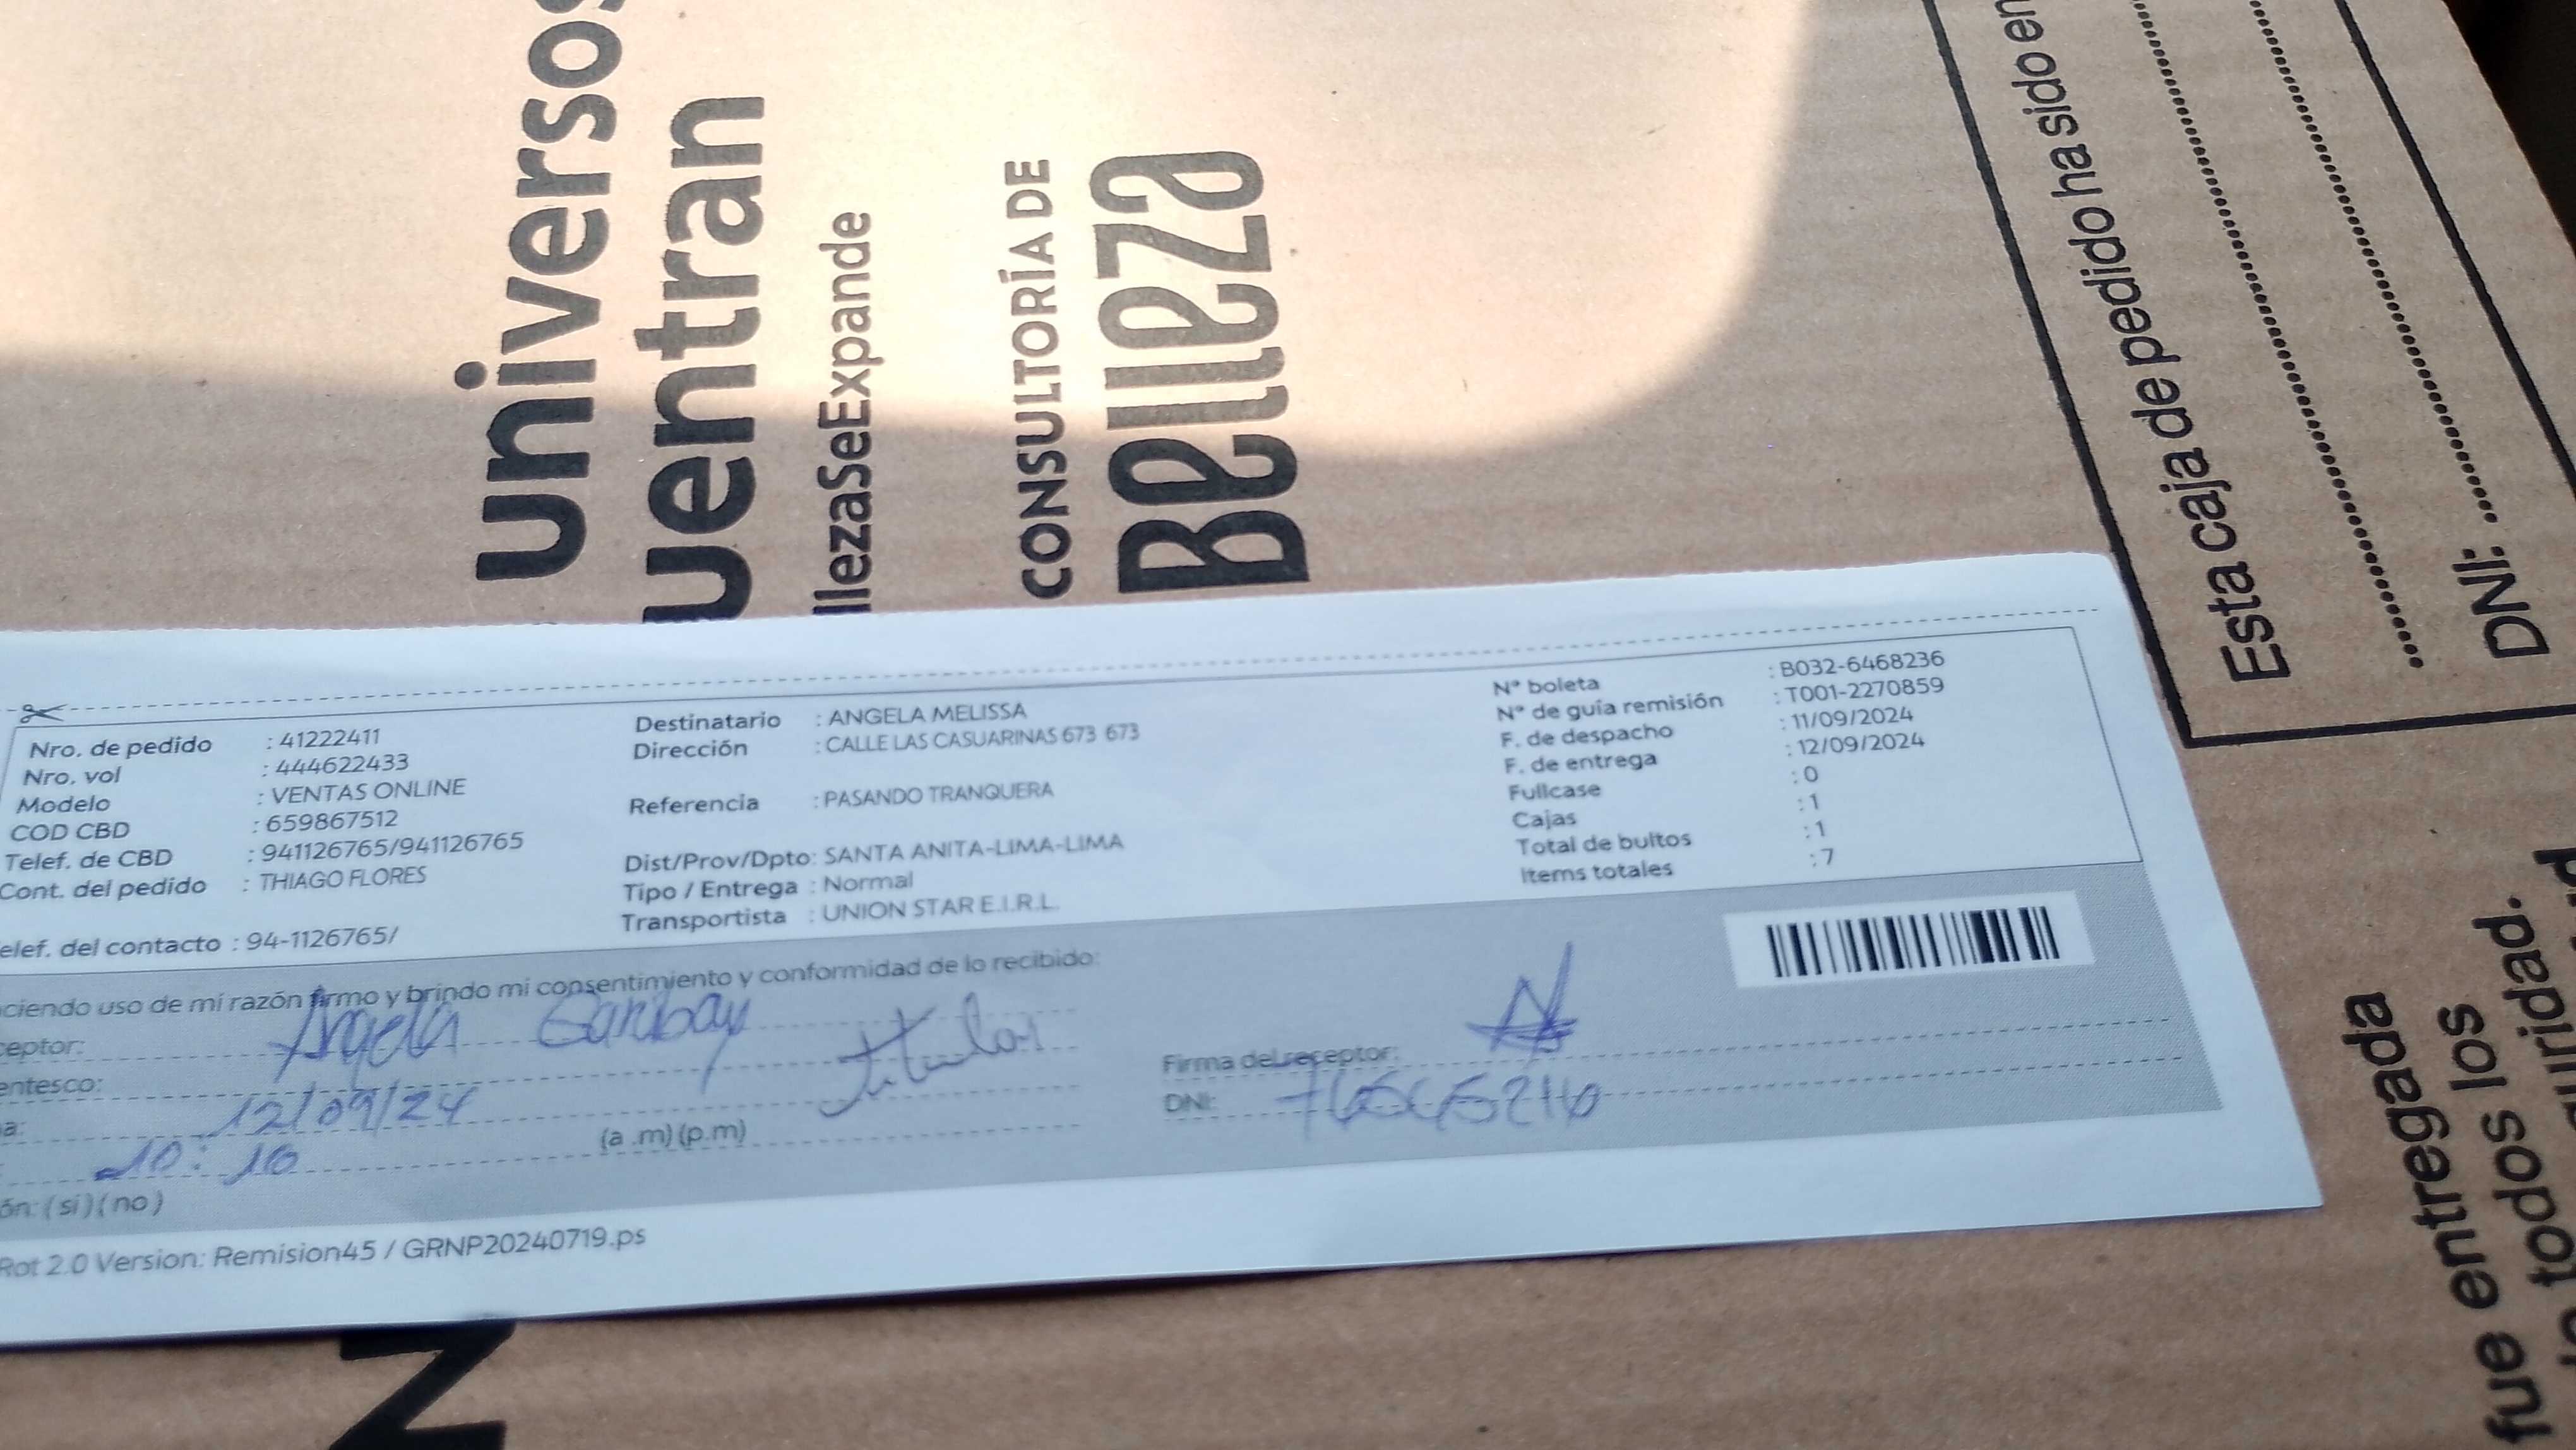 universos
uentran
llezaSeExpande
CONSULTORÍA DE
Belleza
Esta caja de pedido ha sido en
DNI:
fue entregada
todos los
Nro. de pedido : 41222411
Nro. vol : 444622433
Modelo : VENTAS ONLINE
COD CBD : 659867512
Telef. de CBD : 941126765/941126765
Cont. del pedido : THIAGO FLORES
elef. del contacto : 94-1126765/
Destinatario : ANGELA MELISSA
Dirección : CALLE LAS CASUARINAS 673 673
Referencia : PASANDO TRANQUERA
Dist/Prov/Dpto: SANTA ANITA-LIMA-LIMA
Tipo / Entrega : Normal
Transportista : UNION STAR E.I.R.L.
N° boleta : B032-6468236
N° de guía remisión : T001-2270859
F. de despacho : 11/09/2024
F. de entrega : 12/09/2024
Fullcase : 0
Cajas : 1
Total de bultos : 1
Items totales : 7
ciendo uso de mi razón firmo y brindo mi consentimiento y conformidad de lo recibido:
ceptor: Angela Garibay
entesco: titular
a: 12/09/24
: 10:10 (a .m) (p.m)
ón: ( si ) ( no )
Firma del receptor:
DNI:
Rot 2.0 Version: Remision45 / GRNP20240719.ps